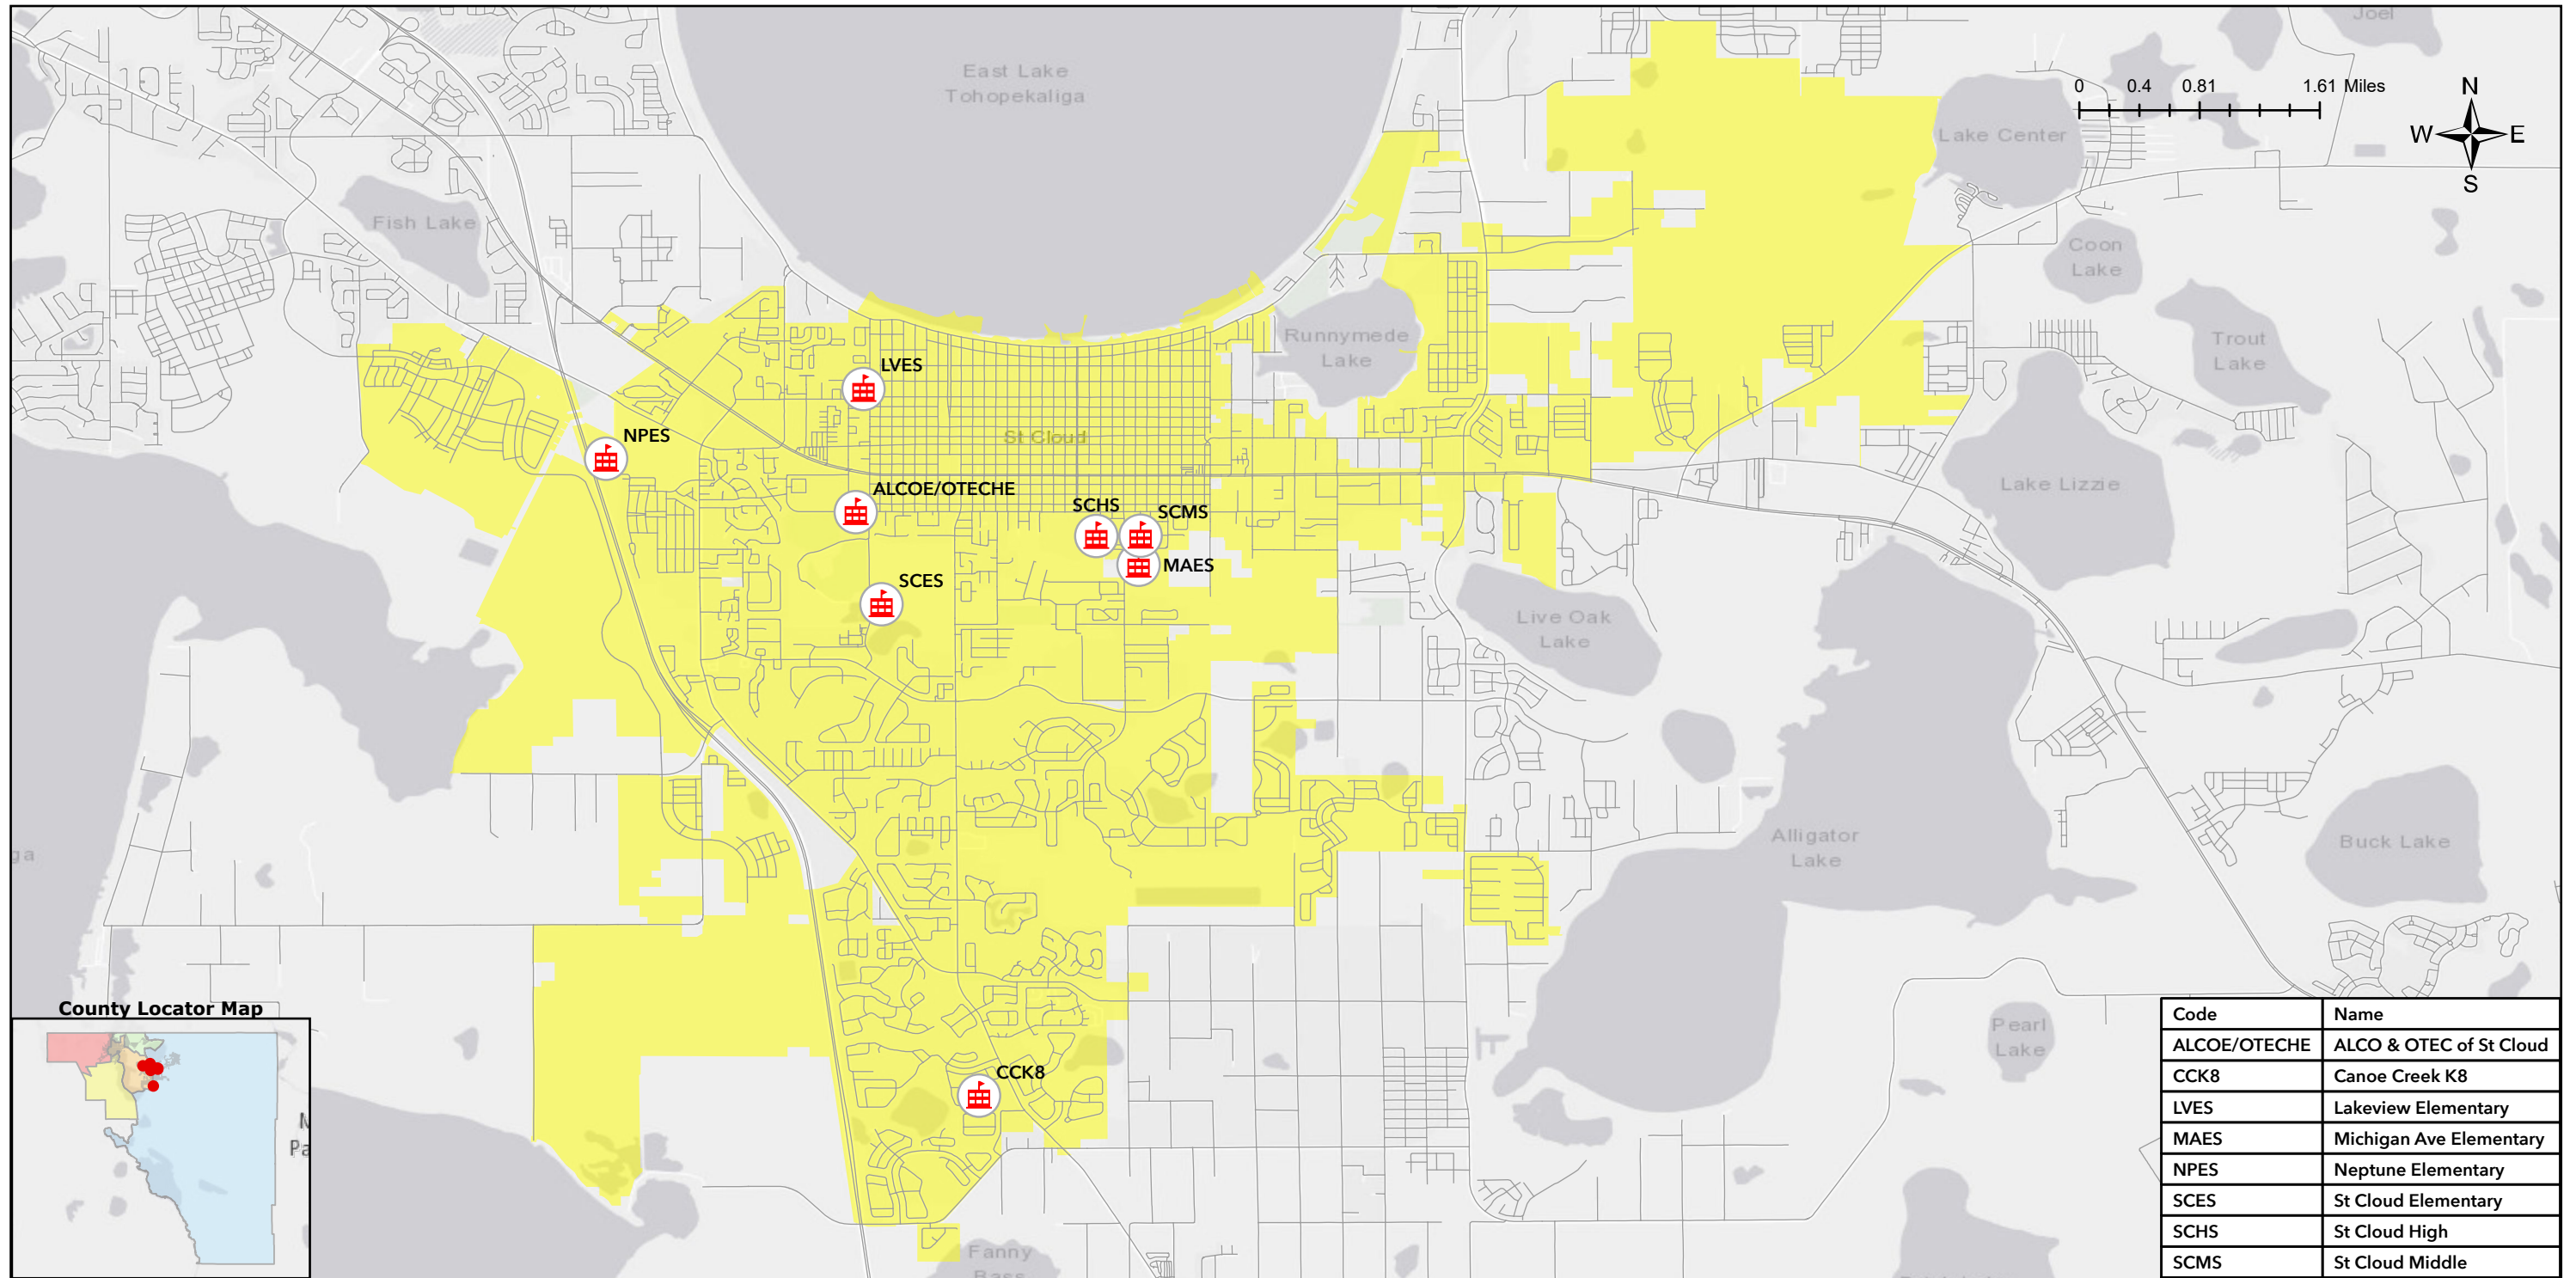 Joel
East Lake
Tohopekaliga
0 0.4 0.81 1.61 Miles
N
W E
S
Lake Center
Fish Lake
Coon
Lake
Runnymede
Lake
Trout
Lake
LVES
St Cloud
NPES
ALCOE/OTECHE
SCHS
SCMS
MAES
Lake Lizzie
SCES
Live Oak
Lake
Alligator
Lake
Buck Lake
ga
County Locator Map
Pearl
Lake
CCK8
Pa
Fanny
Bass
Code Name
ALCOE/OTECHE ALCO & OTEC of St Cloud
CCK8 Canoe Creek K8
LVES Lakeview Elementary
MAES Michigan Ave Elementary
NPES Neptune Elementary
SCES St Cloud Elementary
SCHS St Cloud High
SCMS St Cloud Middle